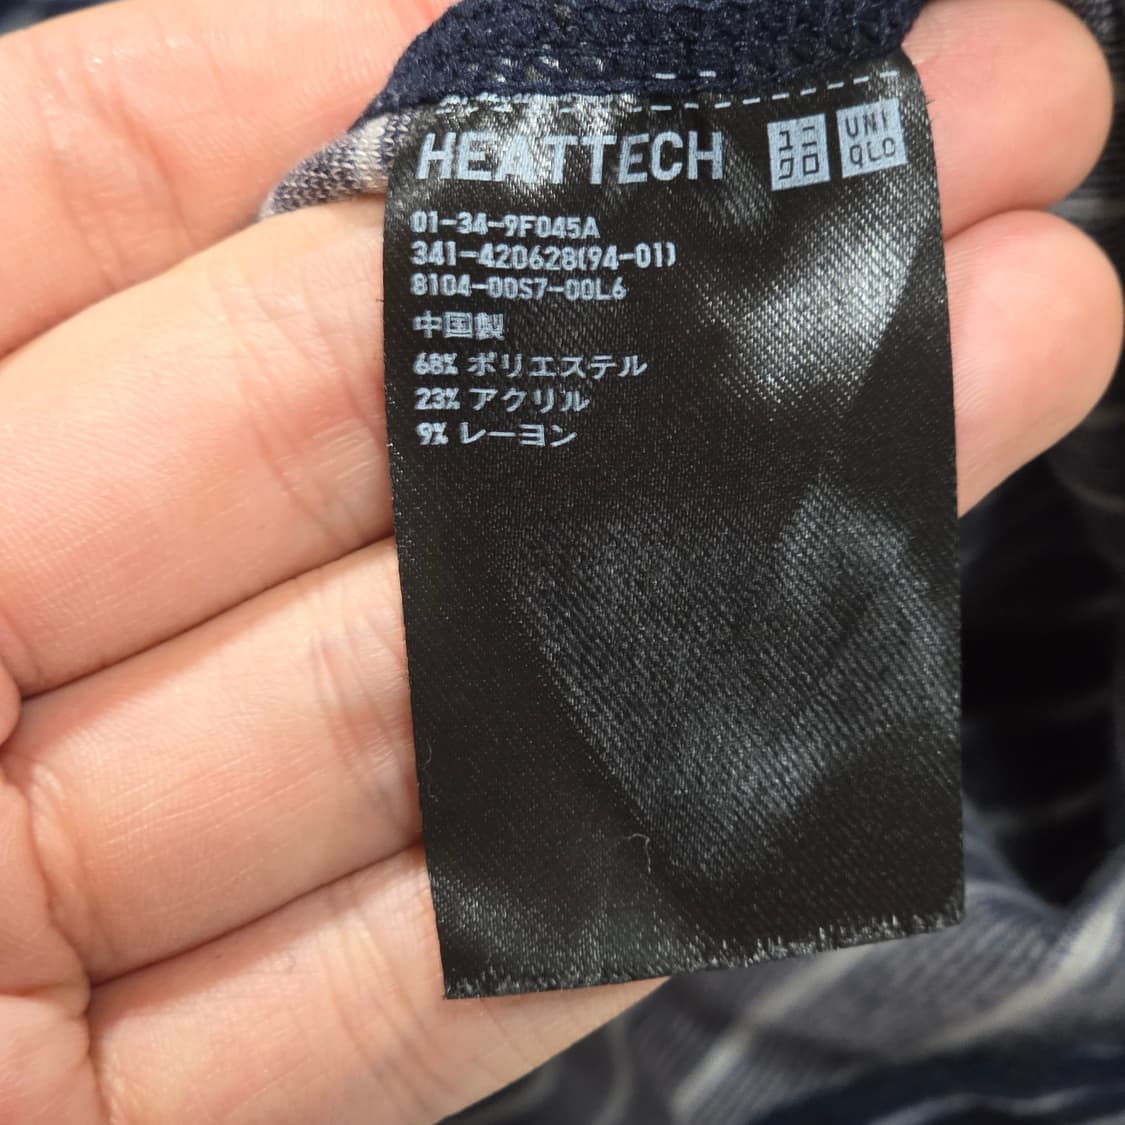 HEATTECH
ユニ
クロ
UNI
QLO
01-34-9F045A
341-420628(94-01)
8104-00S7-00L6
中国製
68% ポリエステル
23% アクリル
9% レーヨン